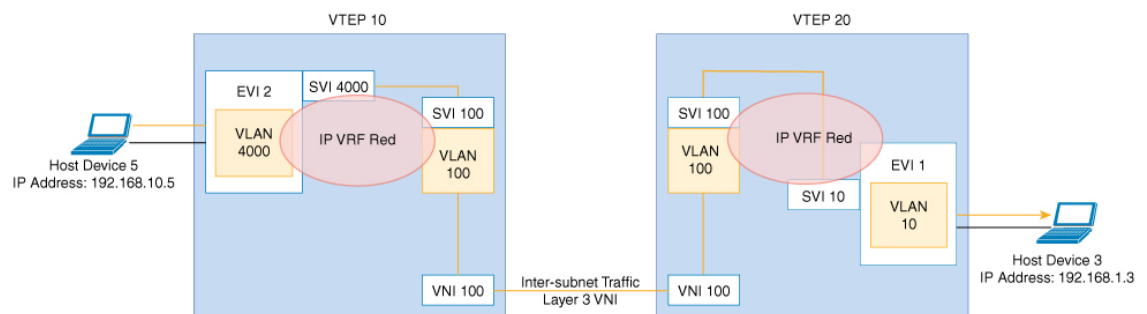 VTEP 10
VTEP 20
EVI 2
SVI 4000
SVI 100
VLAN
4000
IP VRF Red
VLAN
100
Host Device 5
IP Address: 192.168.10.5
VNI 100
Inter-subnet Traffic
Layer 3 VNI
SVI 100
IP VRF Red
VLAN
100
EVI 1
SVI 10
VLAN
10
VNI 100
Host Device 3
IP Address: 192.168.1.3